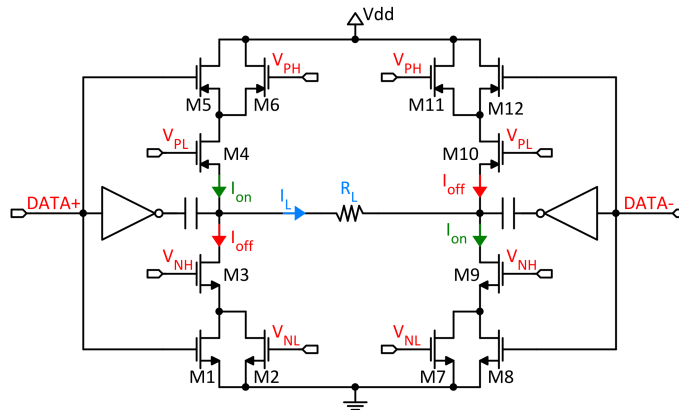 Vdd
V_PH
V_PH
M5
M6
M11
M12
V_PL
V_PL
M4
M10
I_on
I_off
DATA+
I_L
R_L
DATA-
I_off
I_on
V_NH
V_NH
M3
M9
V_NL
V_NL
M1
M2
M7
M8